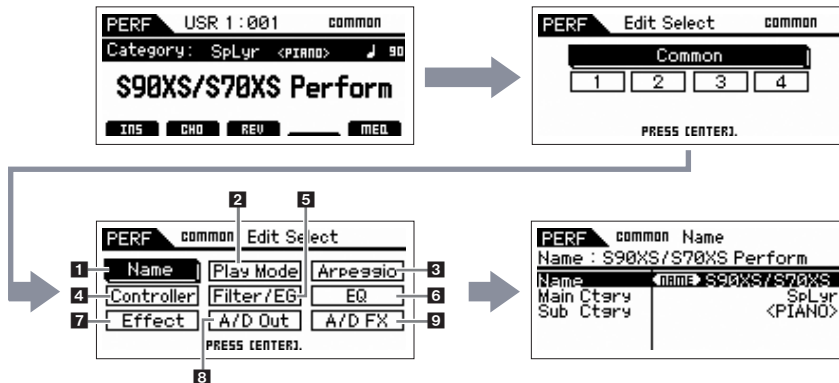 PERF USR 1:001 common
Category: SpLyr <PIANO> ♩ 90
S90XS/S70XS Perform
INS CHO REV MEQ
PERF Edit Select common
Common
1 2 3 4
PRESS [ENTER].
2 5
PERF common Edit Select
1 Name Play Mode Arpeggio 3
4 Controller Filter/EG EQ 6
7 Effect A/D Out A/D FX 9
PRESS [ENTER].
8
PERF common Name
Name : S90XS/S70XS Perform
Name NAME S90XS/S70XS
Main Ctgry SpLyr
Sub Ctgry <PIANO>